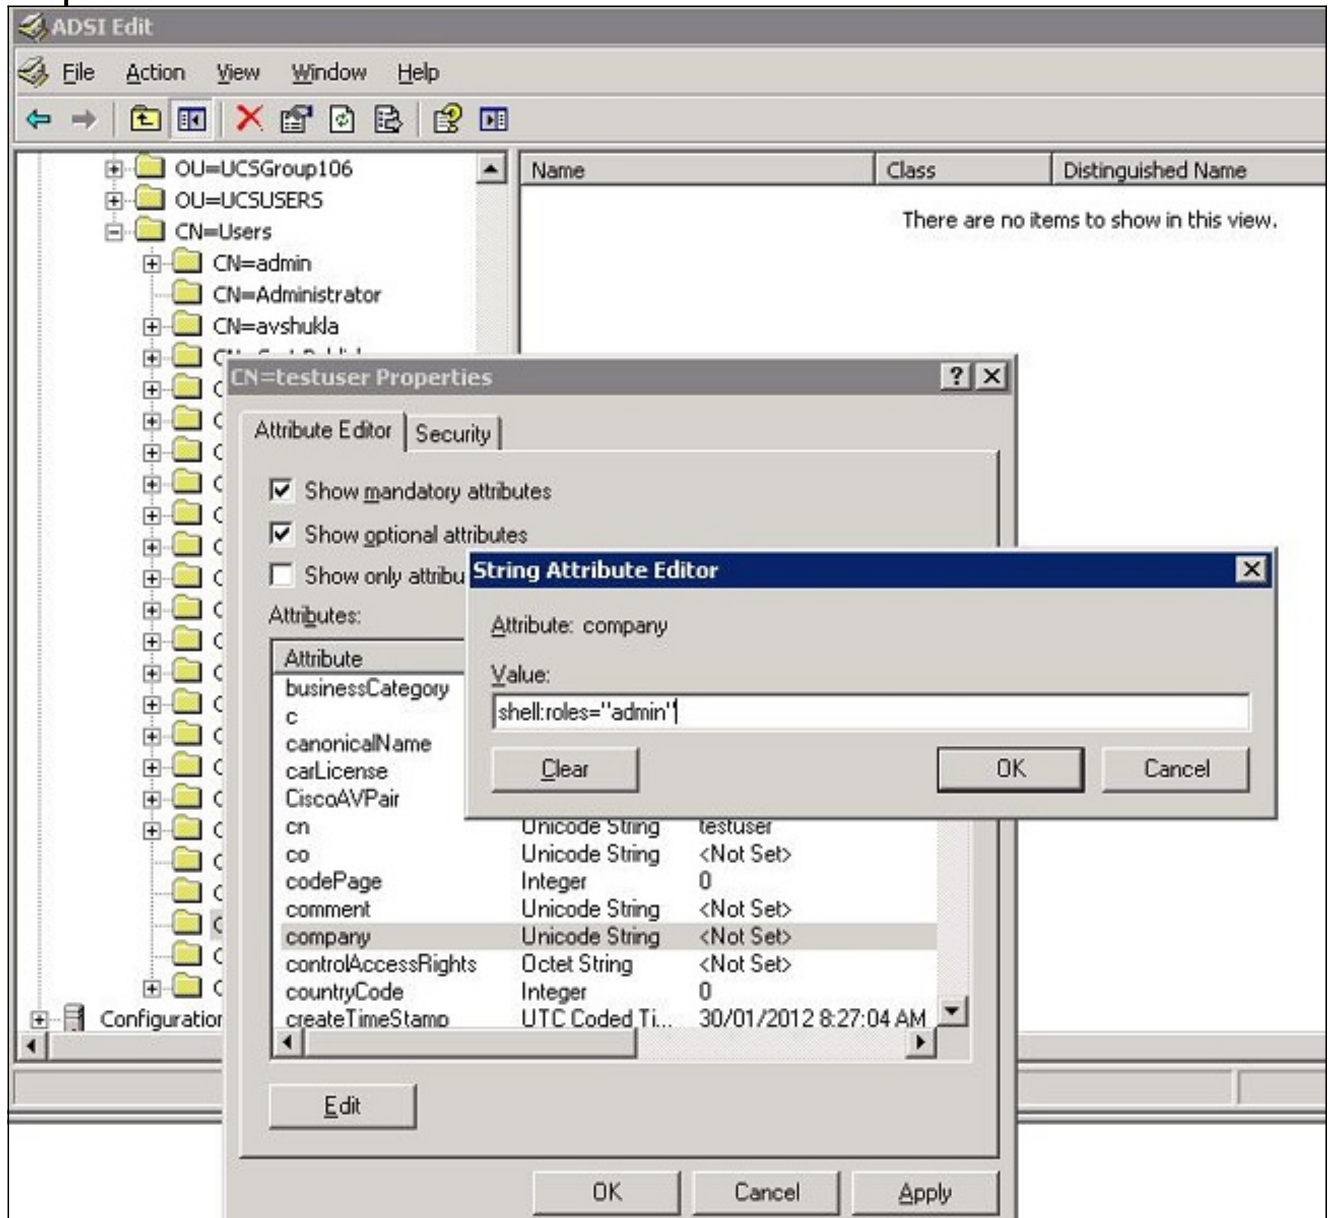 ADSI Edit
File Action View Window Help
OU=UCSGroup106
OU=UCSUSERS
CN=Users
CN=admin
CN=Administrator
CN=avshukla
Name Class Distinguished Name
There are no items to show in this view.
CN=testuser Properties
Attribute Editor Security
Show mandatory attributes
Show optional attributes
Show only attribu
String Attribute Editor
Attributes:
Attribute: company
Attribute
Value:
businessCategory
shell:roles="admin"
c
canonicalName
carLicense
Clear OK Cancel
CiscoAVPair
cn Unicode String testuser
co Unicode String <Not Set>
codePage Integer 0
comment Unicode String <Not Set>
company Unicode String <Not Set>
controlAccessRights Octet String <Not Set>
countryCode Integer 0
Configuration
createTimeStamp UTC Coded Ti... 30/01/2012 8:27:04 AM
Edit
OK Cancel Apply